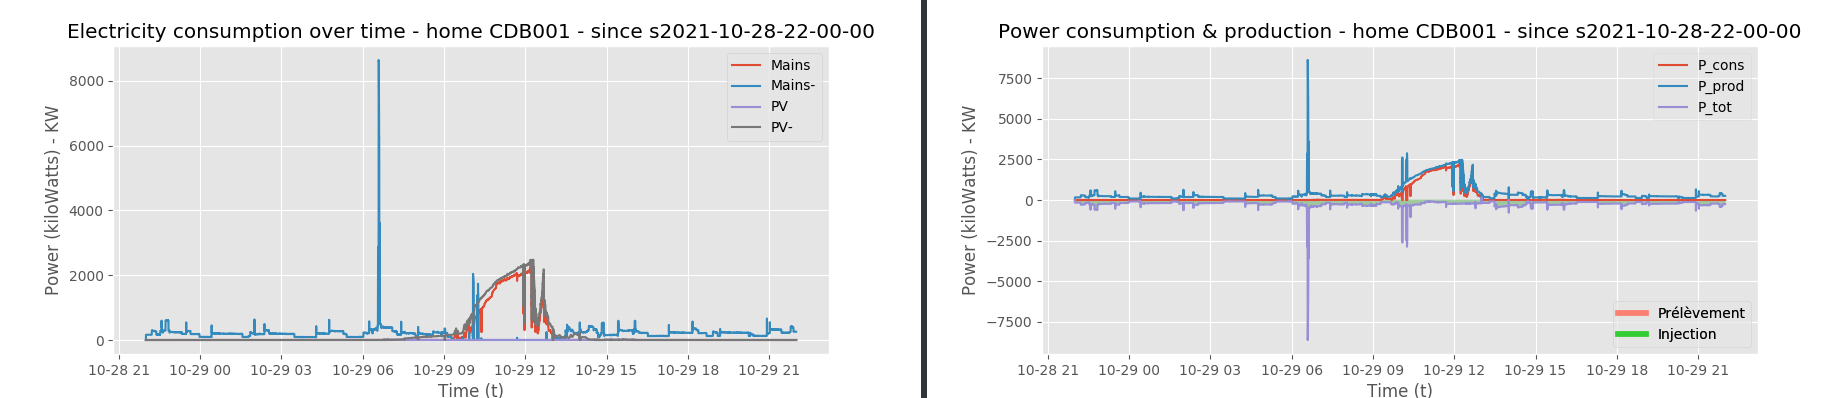 Electricity consumption over time - home CDB001 - since s2021-10-28-22-00-00
Mains
Mains-
PV
PV-
Power (kiloWatts) - KW
8000
6000
4000
2000
0
10-28 21 10-29 00 10-29 03 10-29 06 10-29 09 10-29 12 10-29 15 10-29 18 10-29 21
Time (t)
Power consumption & production - home CDB001 - since s2021-10-28-22-00-00
P_cons
P_prod
P_tot
Power (kiloWatts) - KW
7500
5000
2500
0
−2500
−5000
−7500
Prélèvement
Injection
10-28 21 10-29 00 10-29 03 10-29 06 10-29 09 10-29 12 10-29 15 10-29 18 10-29 21
Time (t)